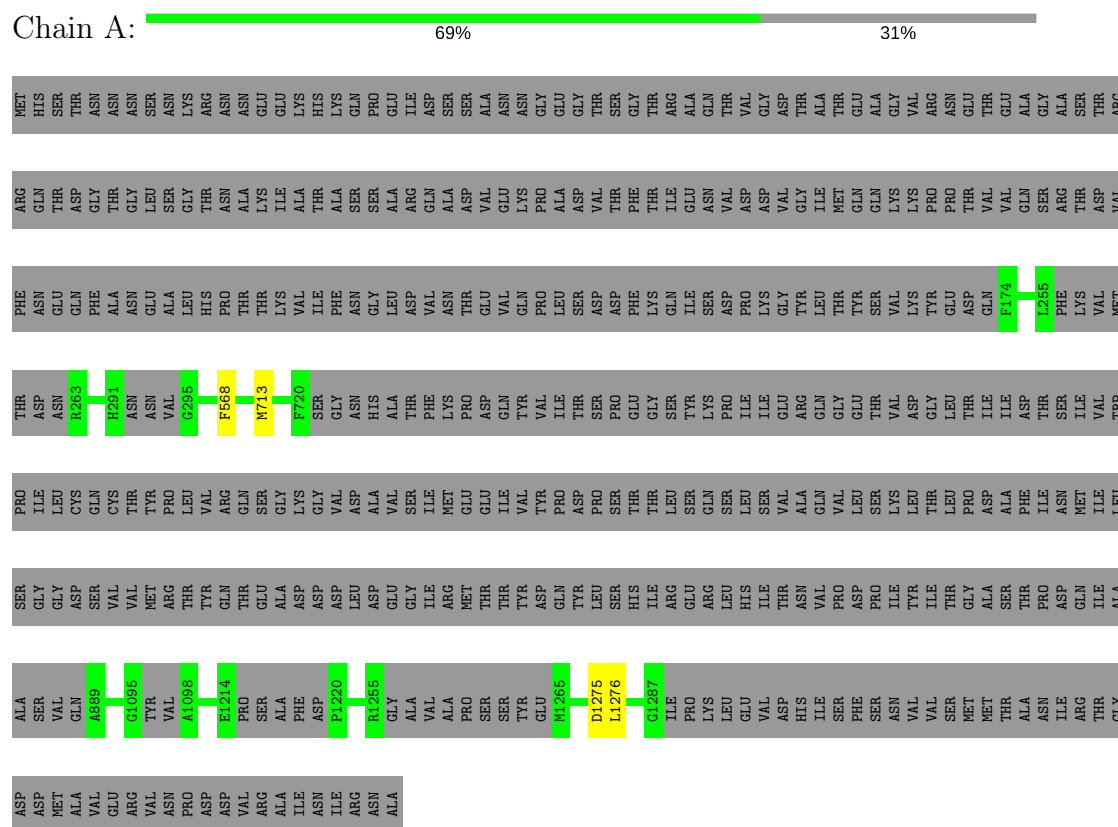 Chain A:
69% 31%
MET HIS SER THR ASN ASN ASN SER ASN LYS ARG ASN ASN GLU GLU LYS HIS LYS GLN PRO GLU ILE ASP SER SER ALA ASN ASN GLY GLU GLY THR SER GLY THR ARG ALA GLN THR VAL GLY ASP THR ALA THR GLU ALA GLY VAL ARG ASN GLU THR GLU ALA GLY ALA SER THR ARG
ARG GLN THR ASP GLY THR GLY LEU SER GLY THR ASN ALA LYS ILE ALA THR ALA SER SER ALA ARG GLN ALA ASP VAL GLU LYS PRO ALA ASP VAL THR PHE THR ILE GLU ASN VAL ASP ASP VAL GLY ILE MET GLN GLN LYS LYS PRO PRO THR VAL VAL GLN SER ARG THR ASP VAL
PHE ASN GLU GLN PHE ALA ASN GLU ALA LEU HIS PRO THR THR LYS VAL ILE PHE ASN GLY LEU ASP VAL ASN THR GLU VAL GLN PRO LEU SER ASP ASP PHE LYS GLN ILE SER ASP PRO LYS GLY TYR LEU THR TYR SER VAL LYS TYR GLU ASP GLN F174 L255 PHE LYS VAL MET
THR ASP ASN R263 H291 ASN ASN VAL G295 F568 M713 F720 SER GLY ASN HIS ALA THR PHE LYS PRO ASP GLN TYR VAL ILE THR SER PRO GLU GLY SER TYR LYS PRO ILE ILE GLU ARG GLN GLY GLU THR VAL ASP GLY LEU THR ILE ILE ASP THR SER ILE VAL TRP
PRO ILE LEU CYS GLN CYS THR TYR PRO LEU VAL ARG GLN SER GLY LYS GLY VAL ASP ALA VAL SER ILE MET GLU GLU ILE VAL TYR PRO ASP PRO SER THR THR LEU SER GLN SER LEU SER VAL ALA GLN VAL LEU SER LYS LEU THR LEU PRO ASP ALA PHE ILE ASN MET ILE LEU
SER GLY GLY ASP SER VAL VAL MET ARG THR TYR GLN THR GLU ALA ASP ASP ASP LEU ASP GLU GLY ILE ARG MET THR THR TYR ASP GLN TYR LEU SER HIS ILE ARG GLU ARG LEU HIS ILE THR ASN VAL PRO ASP PRO ILE TYR ILE THR GLY ALA SER THR PRO ASP GLN ILE ALA
ALA SER VAL GLN A889 G1095 TYR VAL A1098 E1214 PRO SER ALA PHE ASP P1220 R1255 GLY ALA VAL ALA PRO SER SER TYR GLU M1265 D1275 L1276 G1287 ILE PRO LYS LEU GLU VAL ASP HIS ILE SER PHE SER ASN VAL VAL SER MET MET THR ALA ASN ILE ARG THR GLY
ASP ASP MET ALA VAL GLU ARG VAL ASN PRO ASP ASP VAL ARG ALA ILE ASN ILE ARG ASN ALA